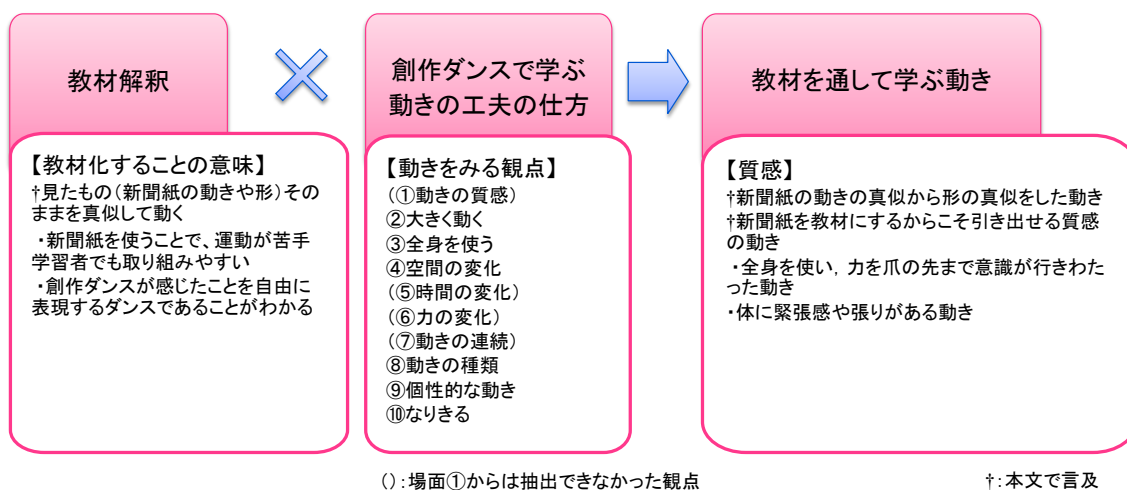 教材解釈
【教材化することの意味】
†見たもの（新聞紙の動きや形）その
ままを真似して動く
・新聞紙を使うことで、運動が苦手
学習者でも取り組みやすい
・創作ダンスが感じたことを自由に
表現するダンスであることがわかる
創作ダンスで学ぶ
動きの工夫の仕方
【動きをみる観点】
(①動きの質感)
②大きく動く
③全身を使う
④空間の変化
(⑤時間の変化)
(⑥力の変化)
(⑦動きの連続)
⑧動きの種類
⑨個性的な動き
⑩なりきる
教材を通して学ぶ動き
【質感】
†新聞紙の動きの真似から形の真似をした動き
†新聞紙を教材にするからこそ引き出せる質感
の動き
・全身を使い，力を爪の先まで意識が行きわた
った動き
・体に緊張感や張りがある動き
()：場面①からは抽出できなかった観点
†：本文で言及